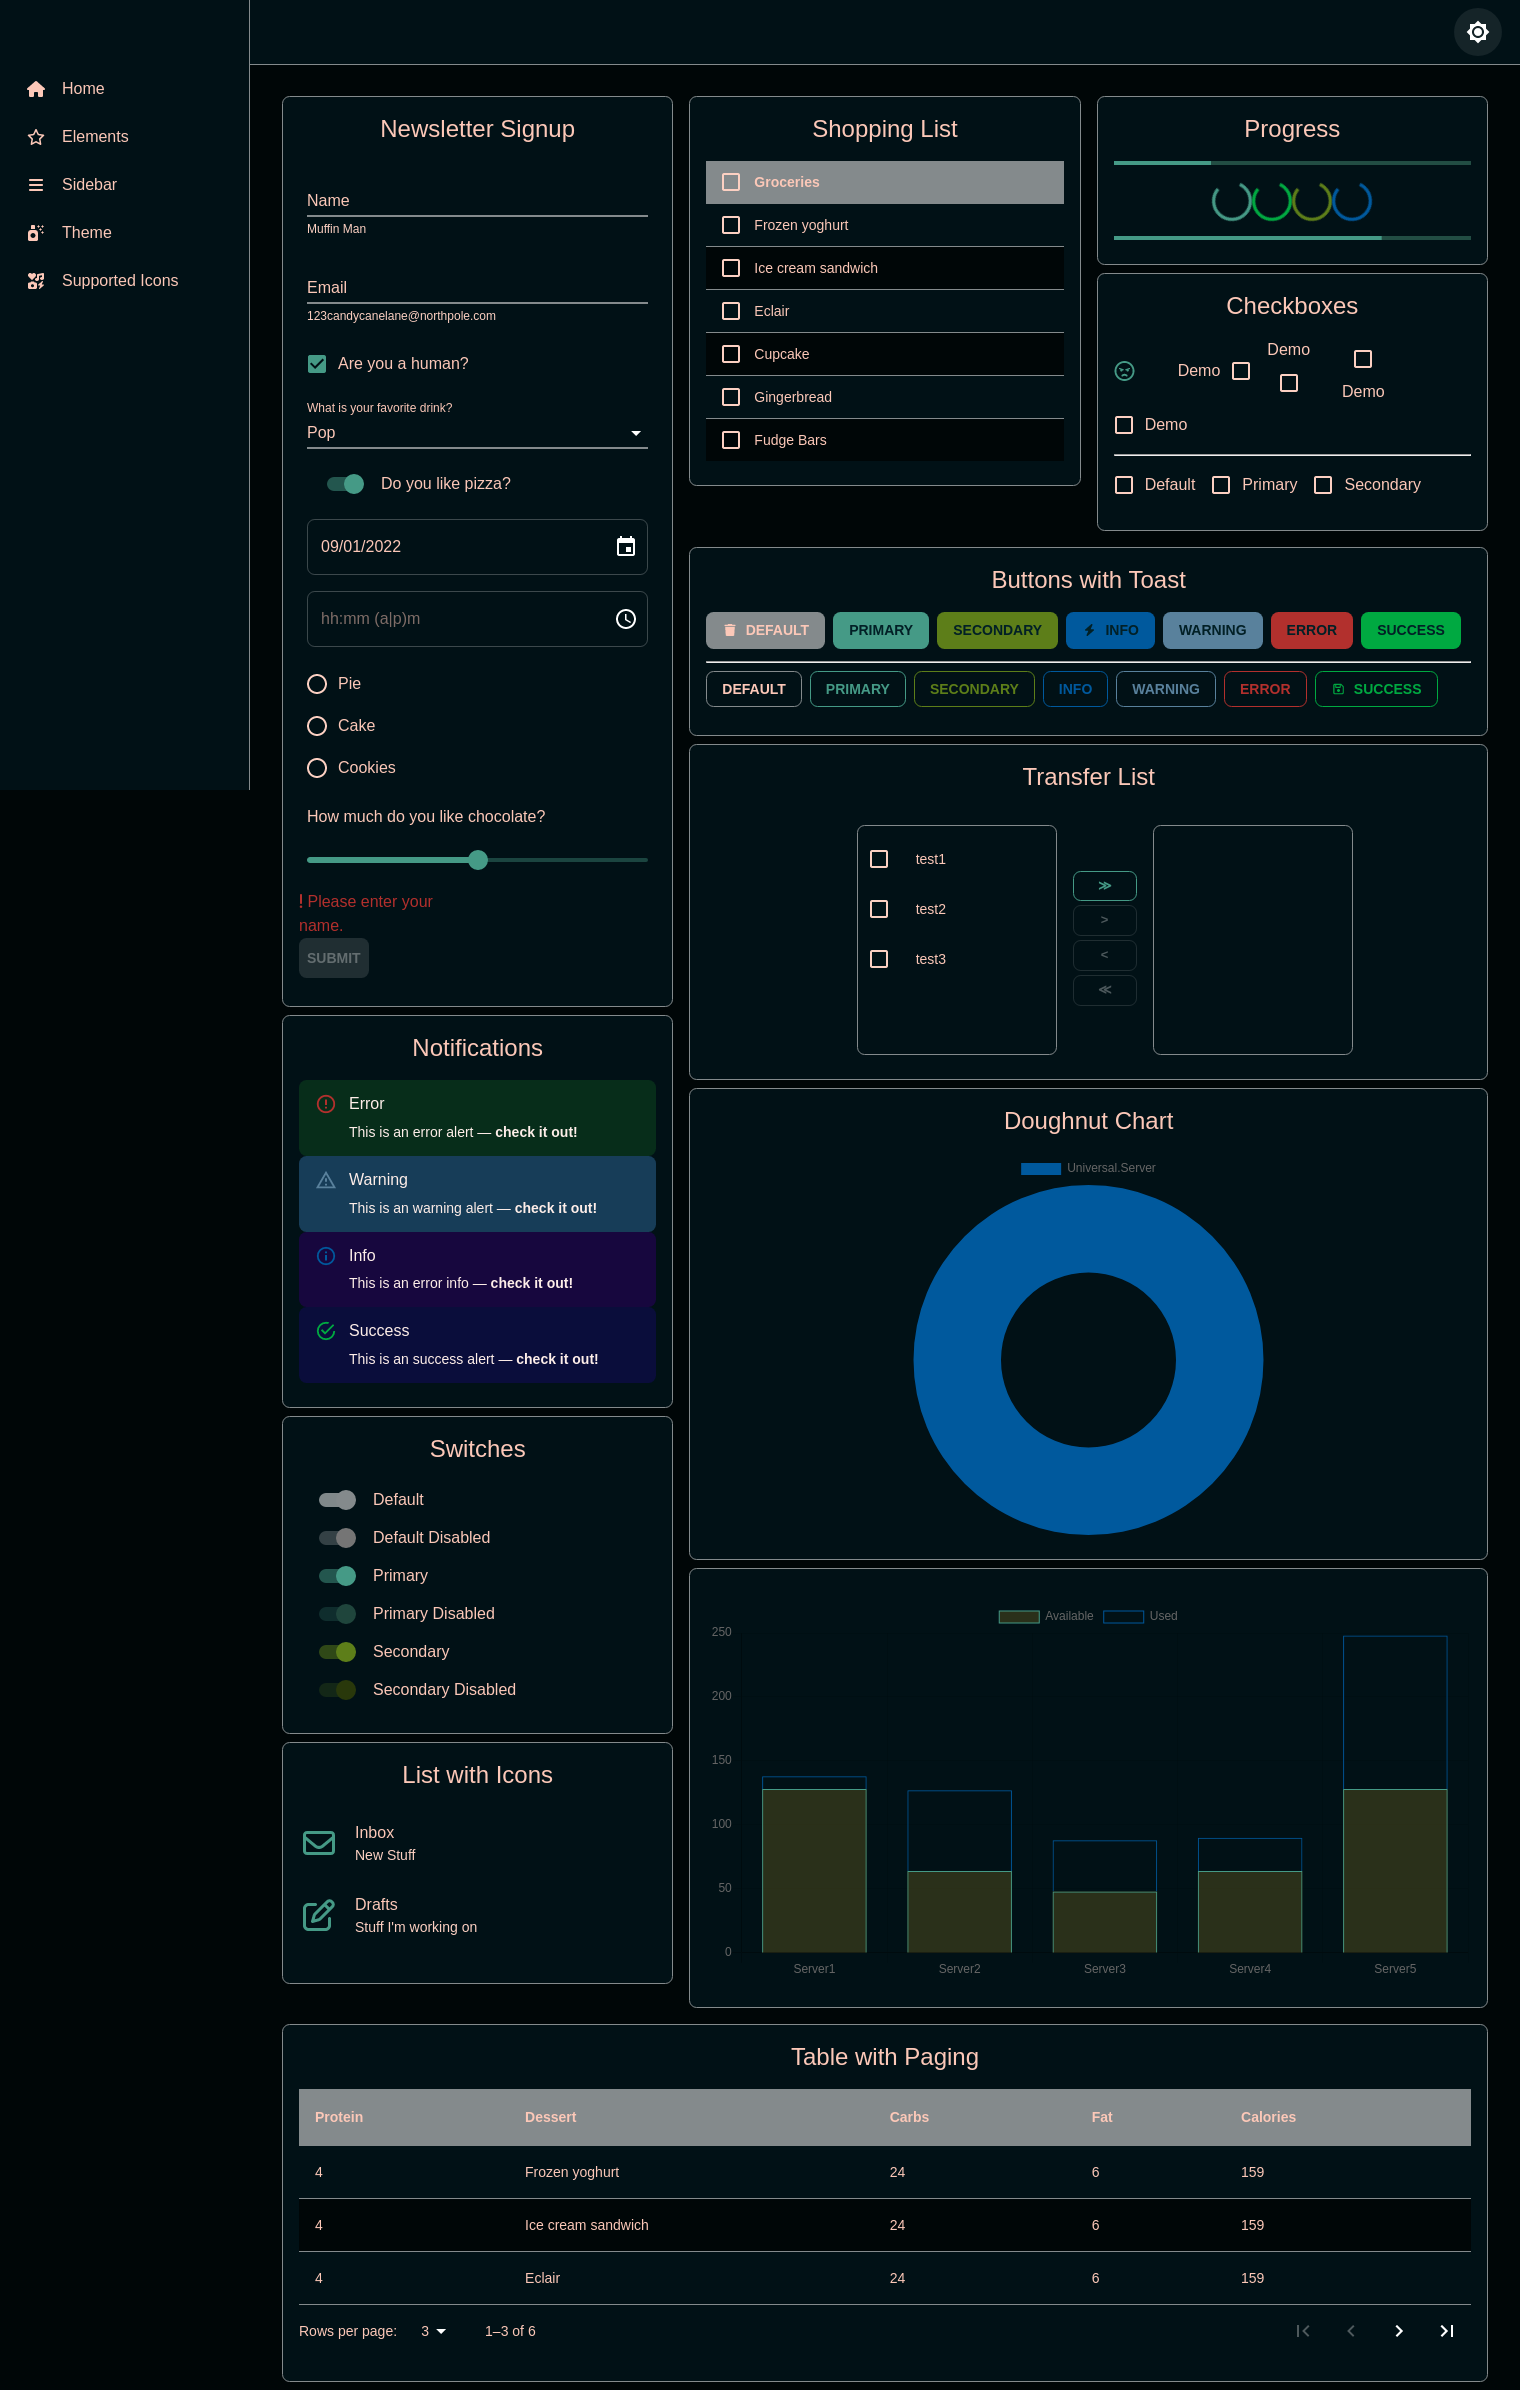 Home
Elements
Sidebar
Theme
Supported Icons
Newsletter Signup
Name
Muffin Man
Email
123candycanelane@northpole.com
Are you a human?
What is your favorite drink?
Pop
Do you like pizza?
09/01/2022
hh:mm (a|p)m
Pie
Cake
Cookies
How much do you like chocolate?
! Please enter your
name.
SUBMIT
Notifications
Error
This is an error alert — check it out!
Warning
This is an warning alert — check it out!
Info
This is an error info — check it out!
Success
This is an success alert — check it out!
Switches
Default
Default Disabled
Primary
Primary Disabled
Secondary
Secondary Disabled
List with Icons
Inbox
New Stuff
Drafts
Stuff I'm working on
Shopping List
Groceries
Frozen yoghurt
Ice cream sandwich
Eclair
Cupcake
Gingerbread
Fudge Bars
Progress
Checkboxes
Demo
Demo
Demo
Demo
Default Primary Secondary
Buttons with Toast
DEFAULT PRIMARY SECONDARY INFO WARNING ERROR SUCCESS
DEFAULT PRIMARY SECONDARY INFO WARNING ERROR SUCCESS
Transfer List
test1
test2
test3
≫
>
<
≪
Doughnut Chart
Universal.Server
Available Used
250
200
150
100
50
0
Server1 Server2 Server3 Server4 Server5
Table with Paging
Protein Dessert Carbs Fat Calories
4 Frozen yoghurt 24 6 159
4 Ice cream sandwich 24 6 159
4 Eclair 24 6 159
Rows per page: 3 1–3 of 6